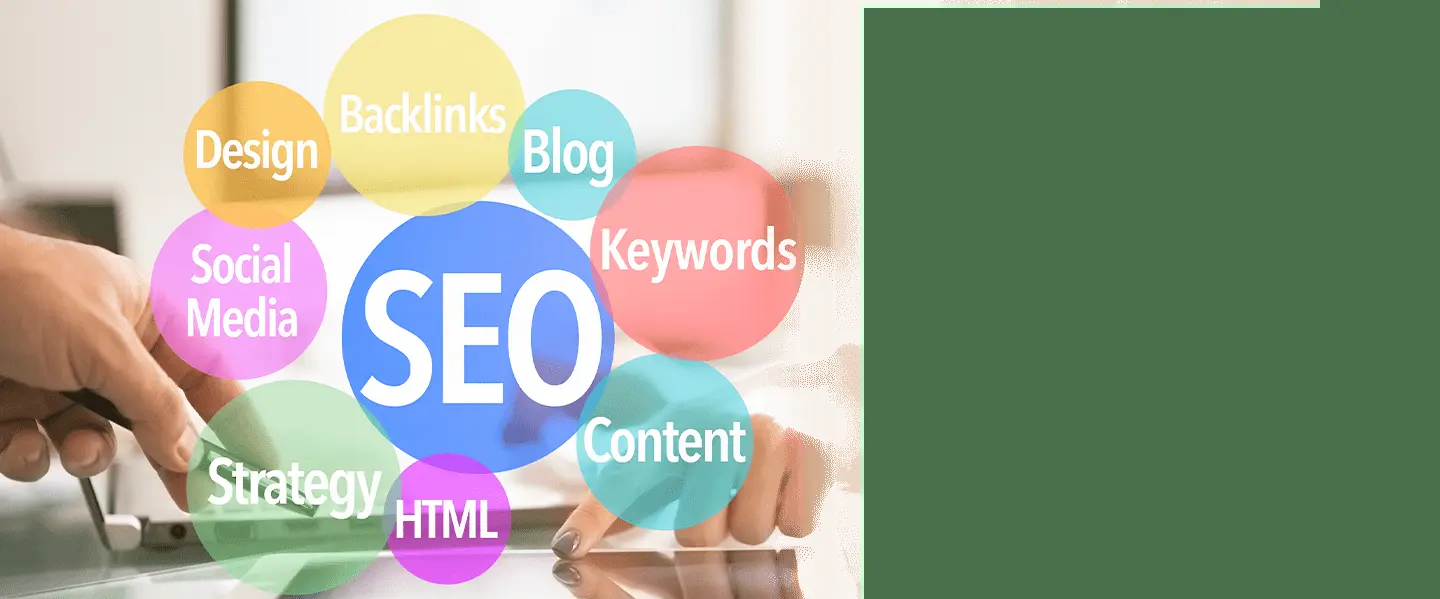 Backlinks
Design
Blog
Keywords
Social
Media
SEO
Content
Strategy
HTML